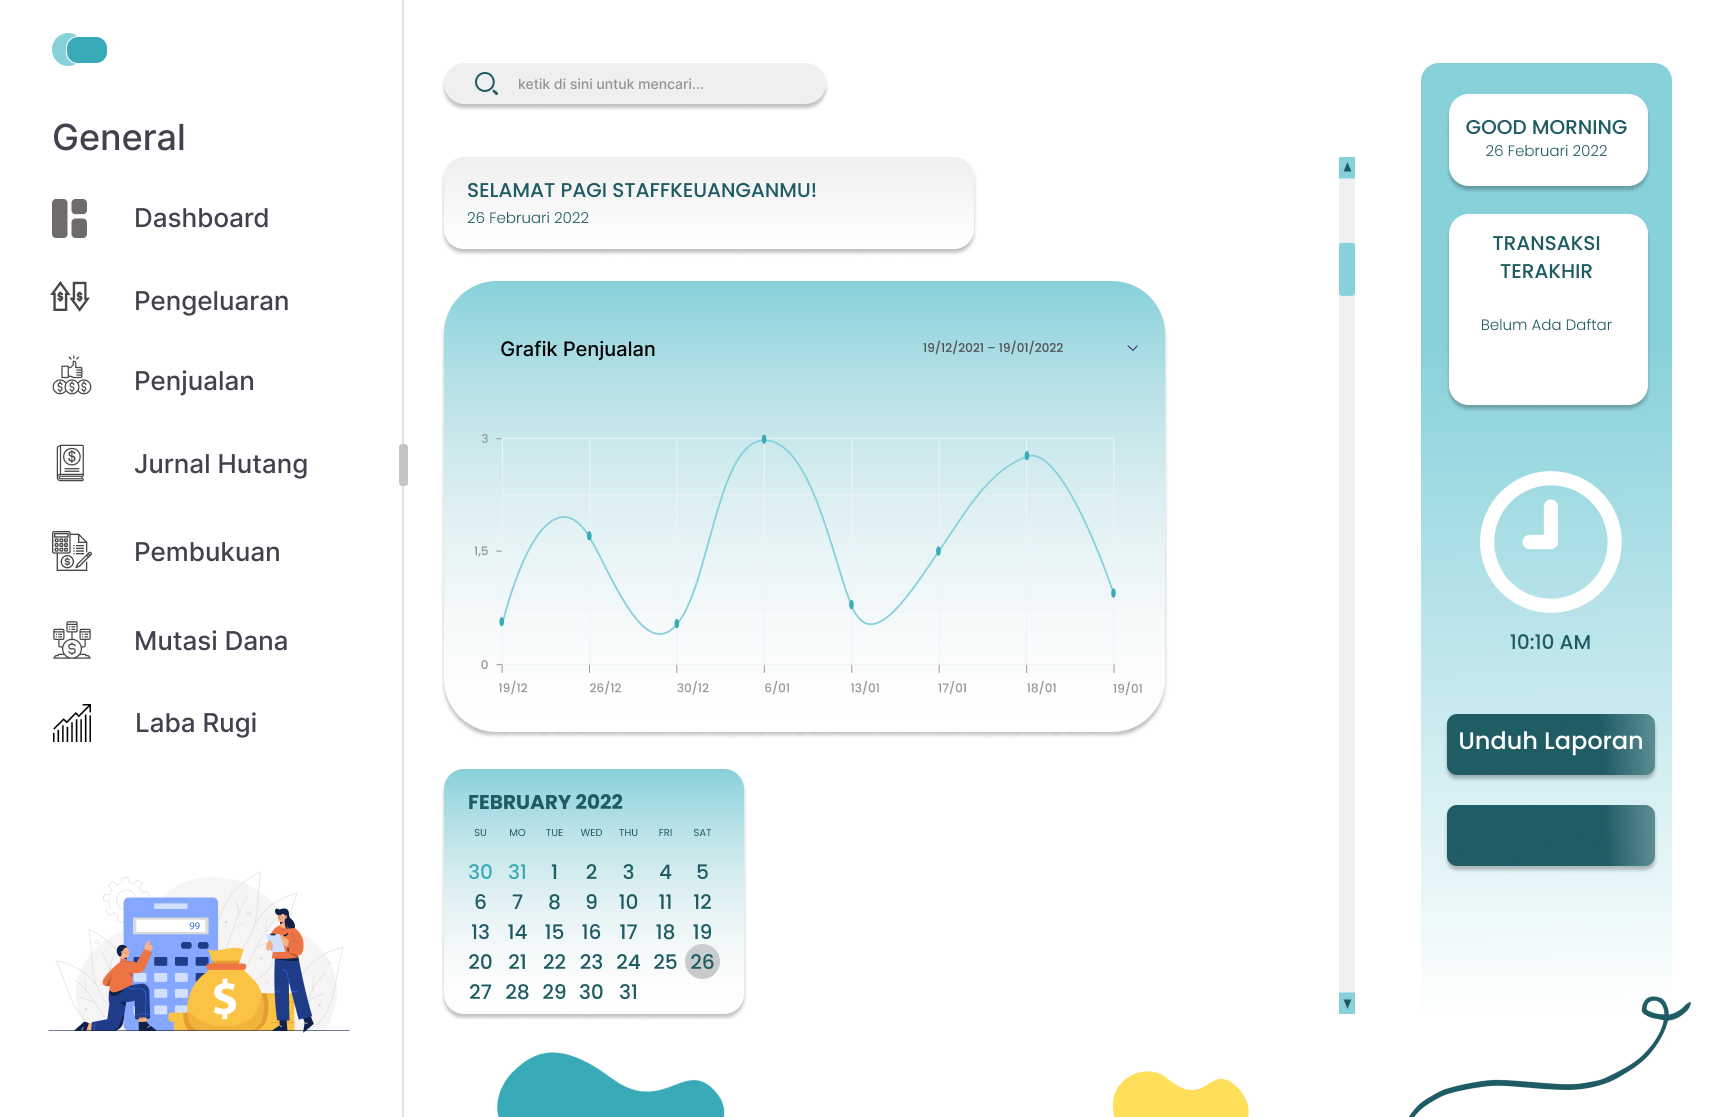 General
Dashboard
Pengeluaran
Penjualan
Jurnal Hutang
Pembukuan
Mutasi Dana
Laba Rugi
99
$
ketik di sini untuk mencari...
SELAMAT PAGI STAFFKEUANGANMU!
26 Februari 2022
Grafik Penjualan
19/12/2021 – 19/01/2022
3
1,5
0
19/12 26/12 30/12 6/01 13/01 17/01 18/01 19/01
FEBRUARY 2022
SU MO TUE WED THU FRI SAT
30 31 1 2 3 4 5
6 7 8 9 10 11 12
13 14 15 16 17 18 19
20 21 22 23 24 25 26
27 28 29 30 31
GOOD MORNING
26 Februari 2022
TRANSAKSI
TERAKHIR
Belum Ada Daftar
10:10 AM
Unduh Laporan